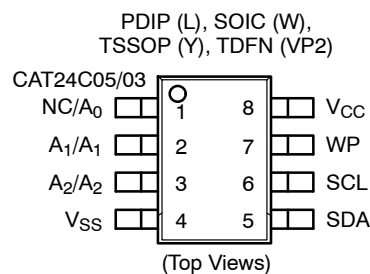 PDIP (L), SOIC (W),
TSSOP (Y), TDFN (VP2)
CAT24C05/03
NC/A0 1 8 VCC
A1/A1 2 7 WP
A2/A2 3 6 SCL
VSS 4 5 SDA
(Top Views)